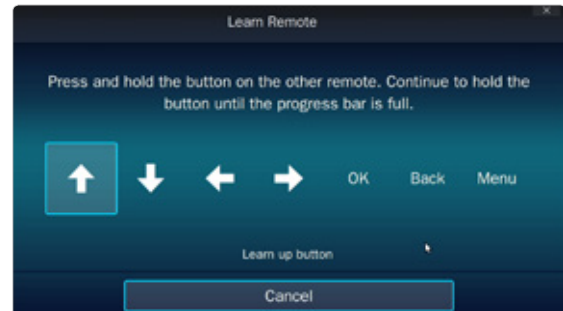 Learn Remote
Press and hold the button on the other remote. Continue to hold the
button until the progress bar is full.
OK Back Menu
Learn up button
Cancel